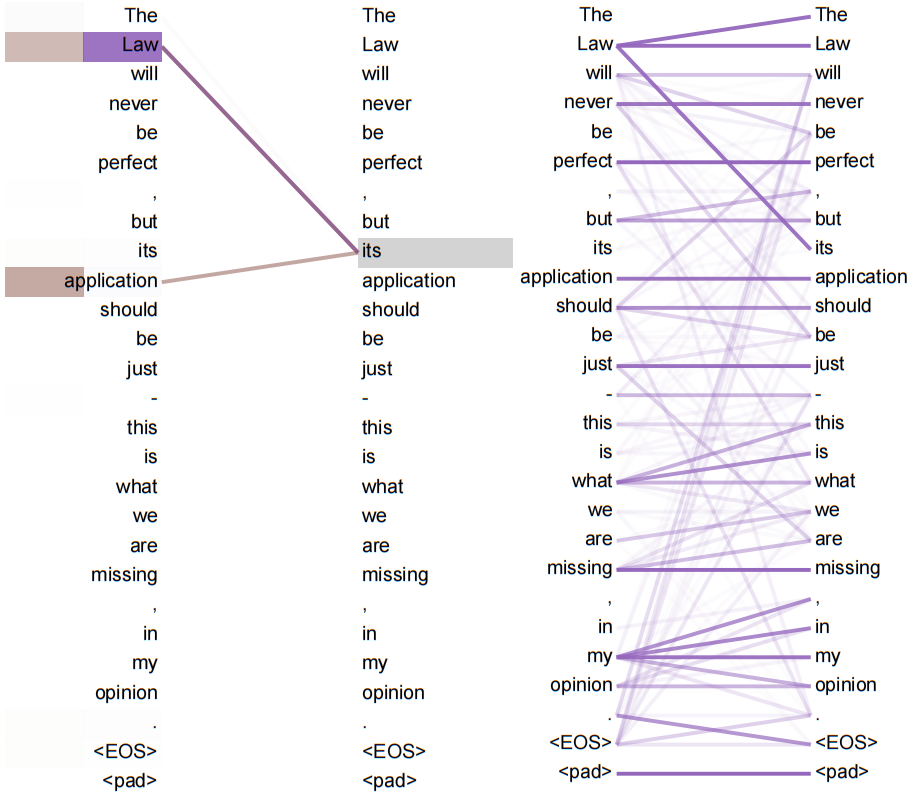 The The The The
Law Law Law Law
will will will will
never never never never
be be be be
perfect perfect perfect perfect
, , , ,
but but but but
its its its its
application application application application
should should should should
be be be be
just just just just
- - - -
this this this this
is is is is
what what what what
we we we we
are are are are
missing missing missing missing
, , , ,
in in in in
my my my my
opinion opinion opinion opinion
. . . .
<EOS> <EOS> <EOS> <EOS>
<pad> <pad> <pad> <pad>